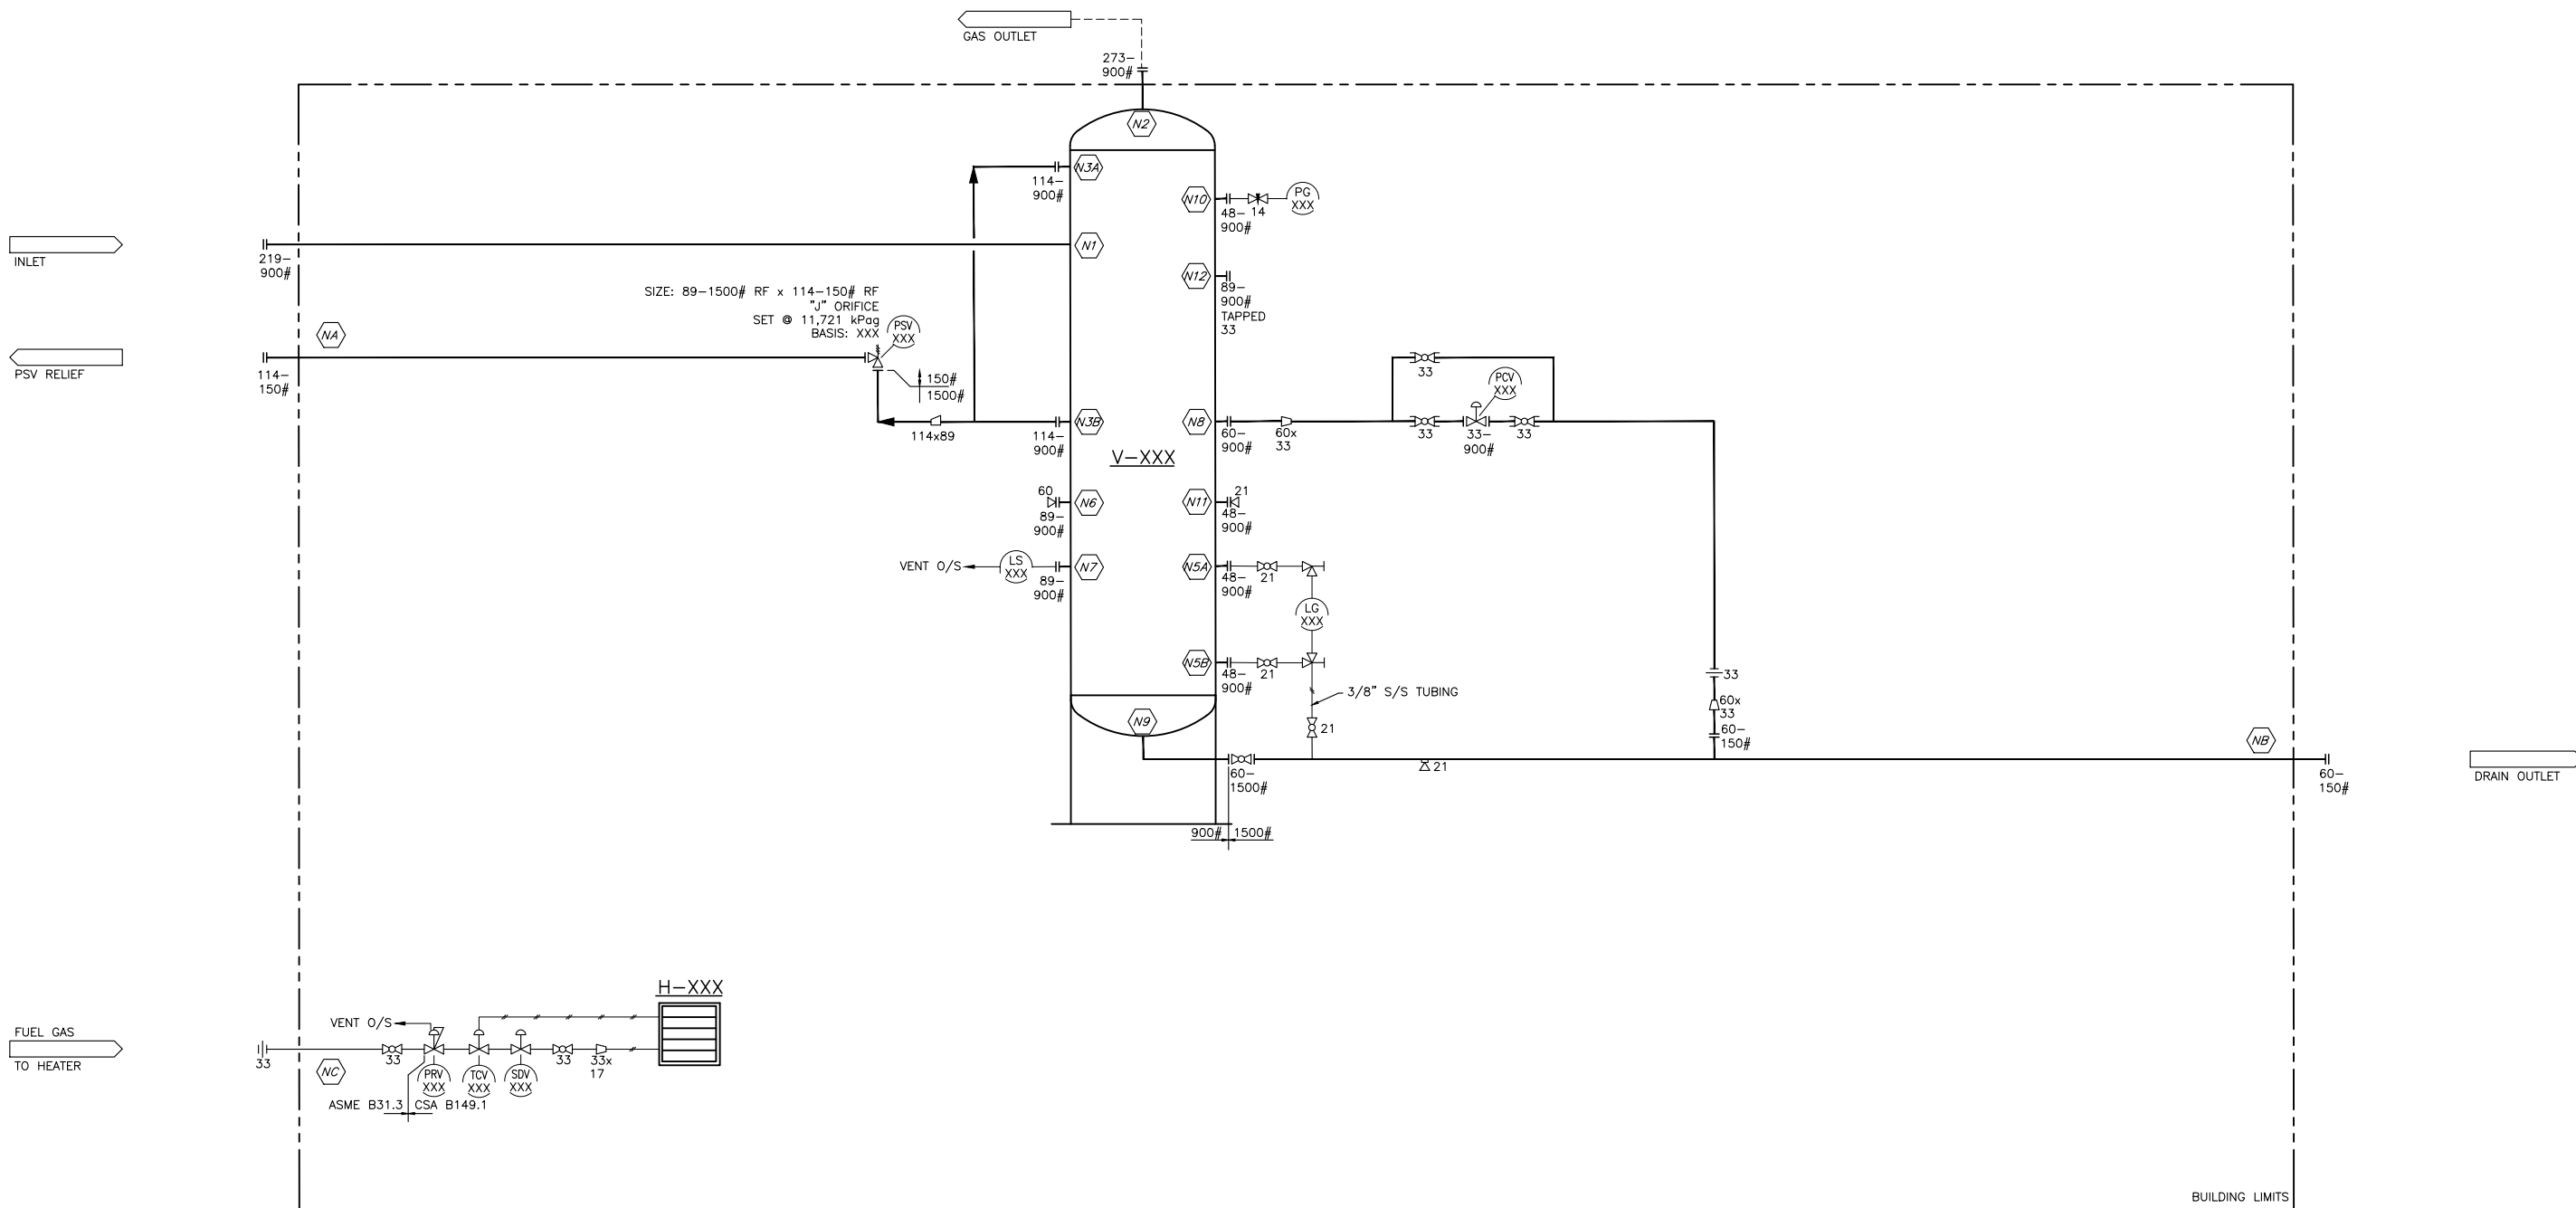 GAS OUTLET
273-
900#
N2
N3A
114-
900#
N10
48-
900#
14
PG
XXX
INLET
219-
900#
N1
N12
89-
900#
TAPPED
33
SIZE: 89-1500# RF x 114-150# RF
"J" ORIFICE
SET @ 11,721 kPag
BASIS: XXX
PSV
XXX
NA
PSV RELIEF
114-
150#
150#
1500#
114x89
N3B
114-
900#
N8
60-
900#
60x
33
33
33
PCV
XXX
33-
900#
33
V-XXX
60
N6
89-
900#
N11
21
48-
900#
VENT O/S
LS
XXX
N7
89-
900#
N5A
48-
900#
21
LG
XXX
N5B
48-
900#
21
3/8" S/S TUBING
21
33
60x
33
60-
150#
N9
60-
1500#
21
900#
1500#
NB
60-
150#
DRAIN OUTLET
H-XXX
FUEL GAS
TO HEATER
33
NC
VENT O/S
33
PRV
XXX
TCV
XXX
SDV
XXX
33
33x
17
ASME B31.3
CSA B149.1
BUILDING LIMITS